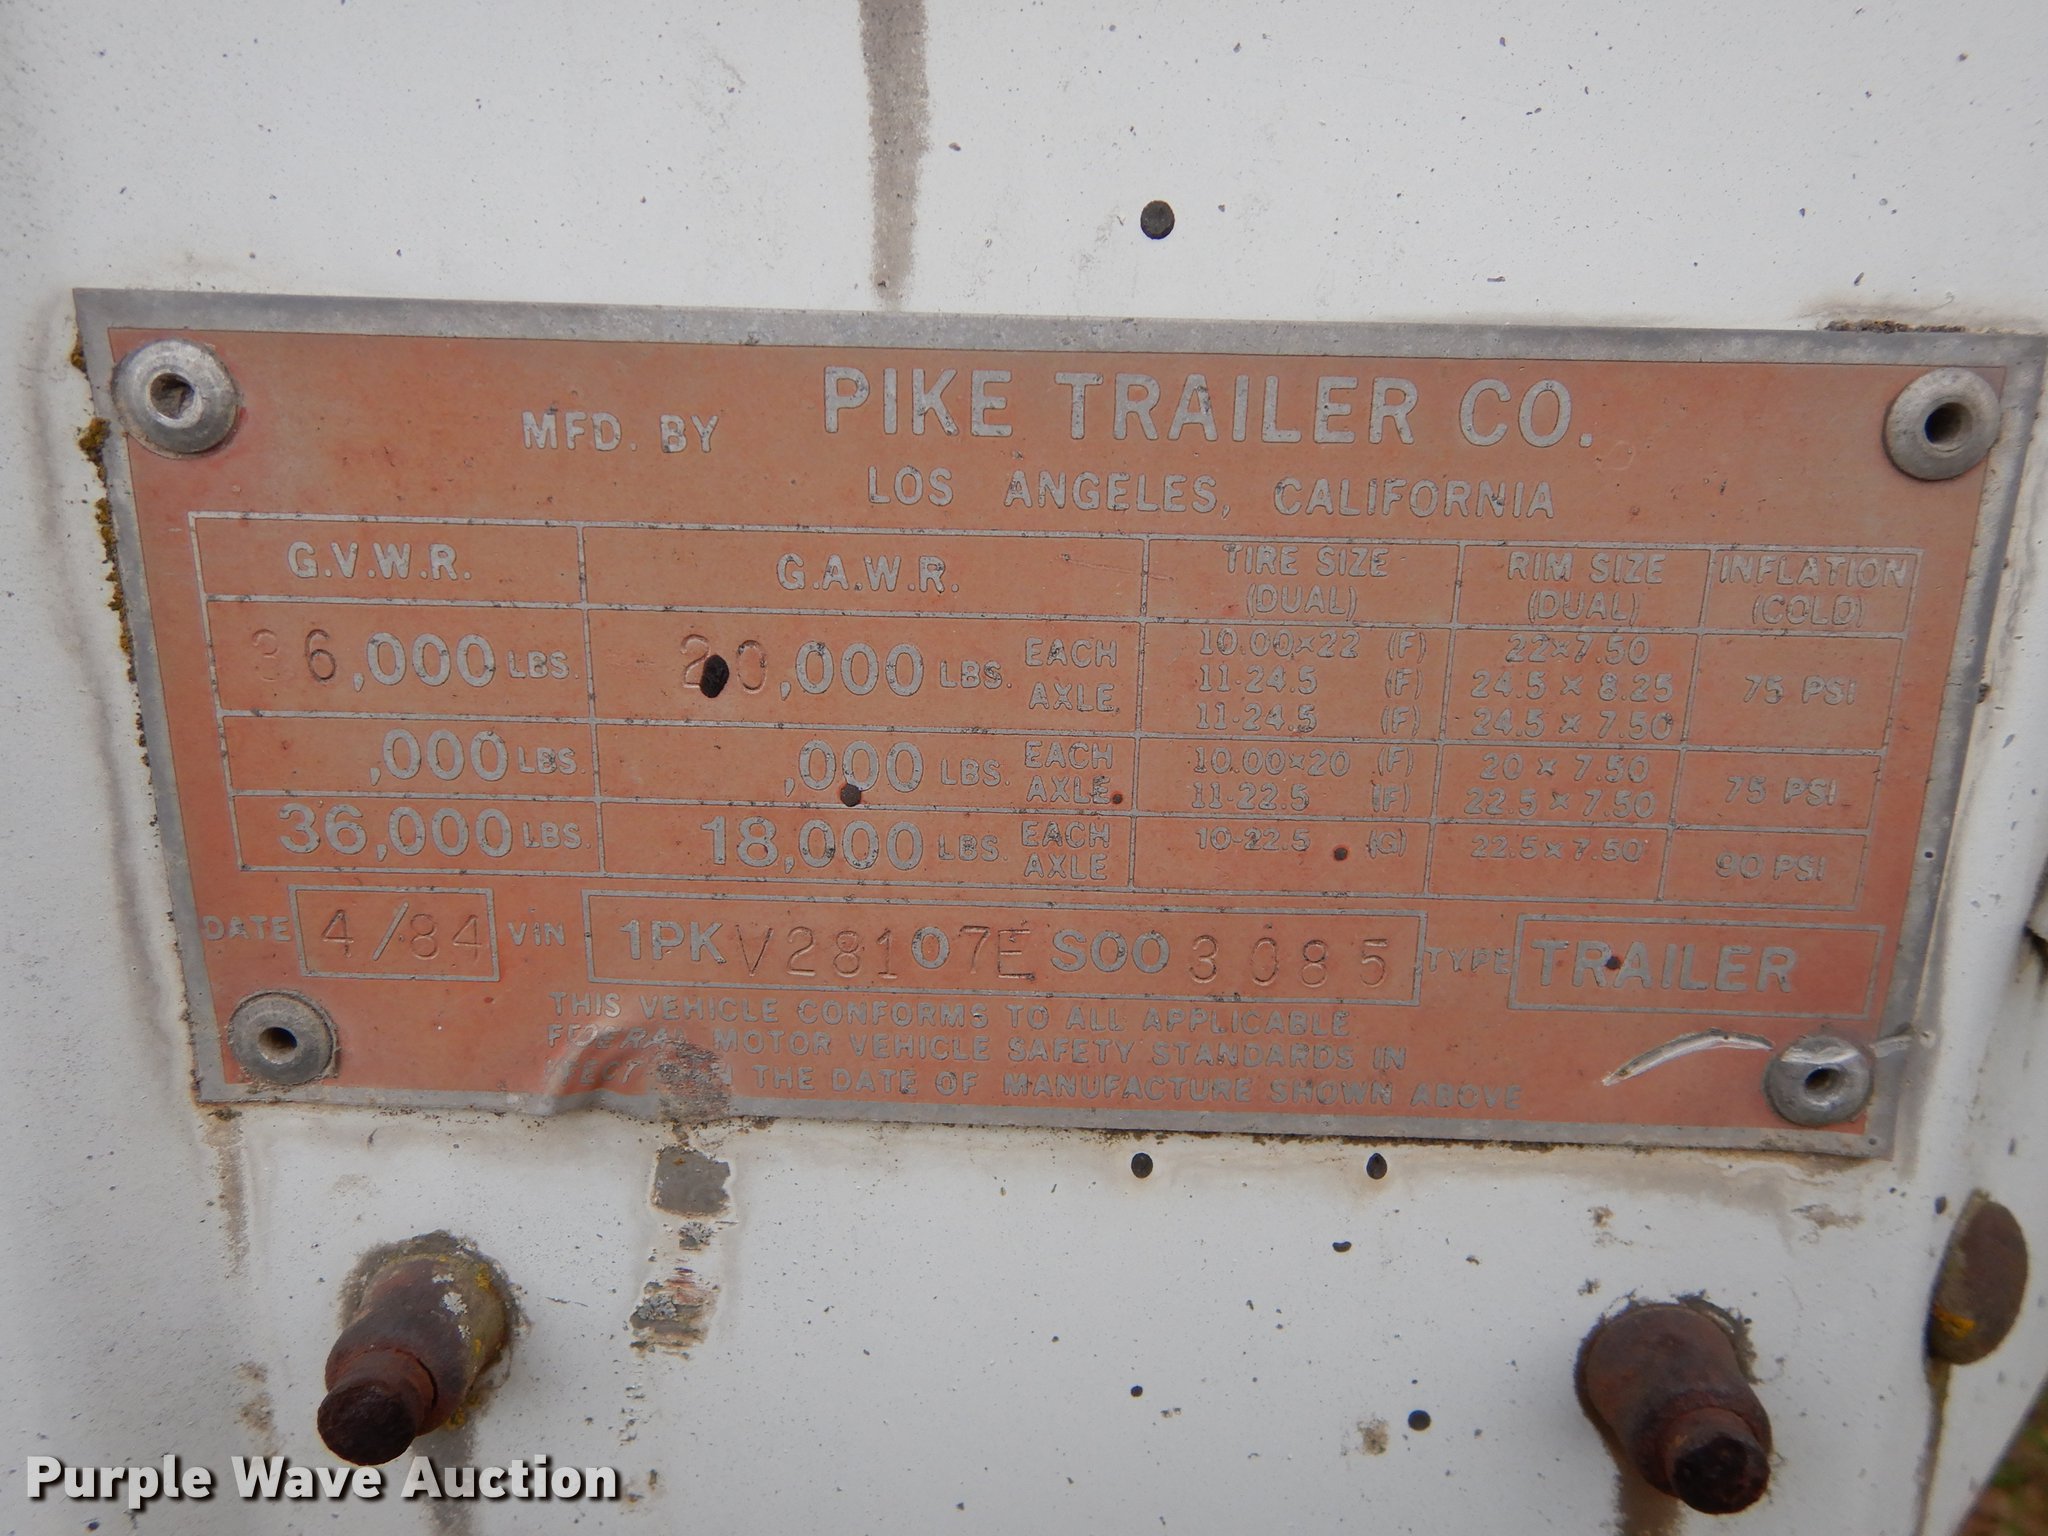 MFD. BY PIKE TRAILER CO.
LOS ANGELES, CALIFORNIA
G.V.W.R. G.A.W.R. TIRE SIZE (DUAL) RIM SIZE (DUAL) INFLATION (COLD)
36,000 LBS. 20,000 LBS. EACH AXLE 10.00×22 (F) 22×7.50
11-24.5 (F) 24.5 × 8.25 75 PSI
11-24.5 (F) 24.5 × 7.50
,000 LBS. ,000 LBS. EACH AXLE 10.00×20 (F) 20 × 7.50 75 PSI
11-22.5 (F) 22.5 × 7.50
36,000 LBS. 18,000 LBS. EACH AXLE 10-22.5 (G) 22.5×7.50 90 PSI
DATE 4/84 VIN 1PKV28107ES003085 TYPE TRAILER
THIS VEHICLE CONFORMS TO ALL APPLICABLE
FEDERAL MOTOR VEHICLE SAFETY STANDARDS IN
THE DATE OF MANUFACTURE SHOWN ABOVE
Purple Wave Auction